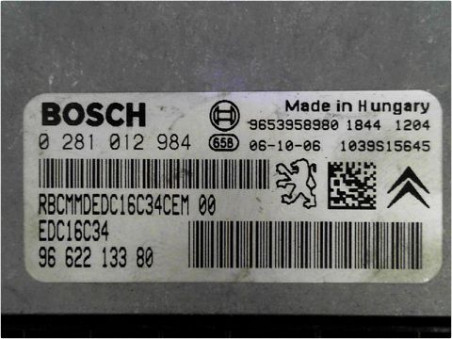 BOSCH
Made in Hungary
9653958980 1844 1204
0 281 012 984 658 06-10-06 1039S15645
RBCMMDEDC16C34CEM 00
EDC16C34
96 622 133 80